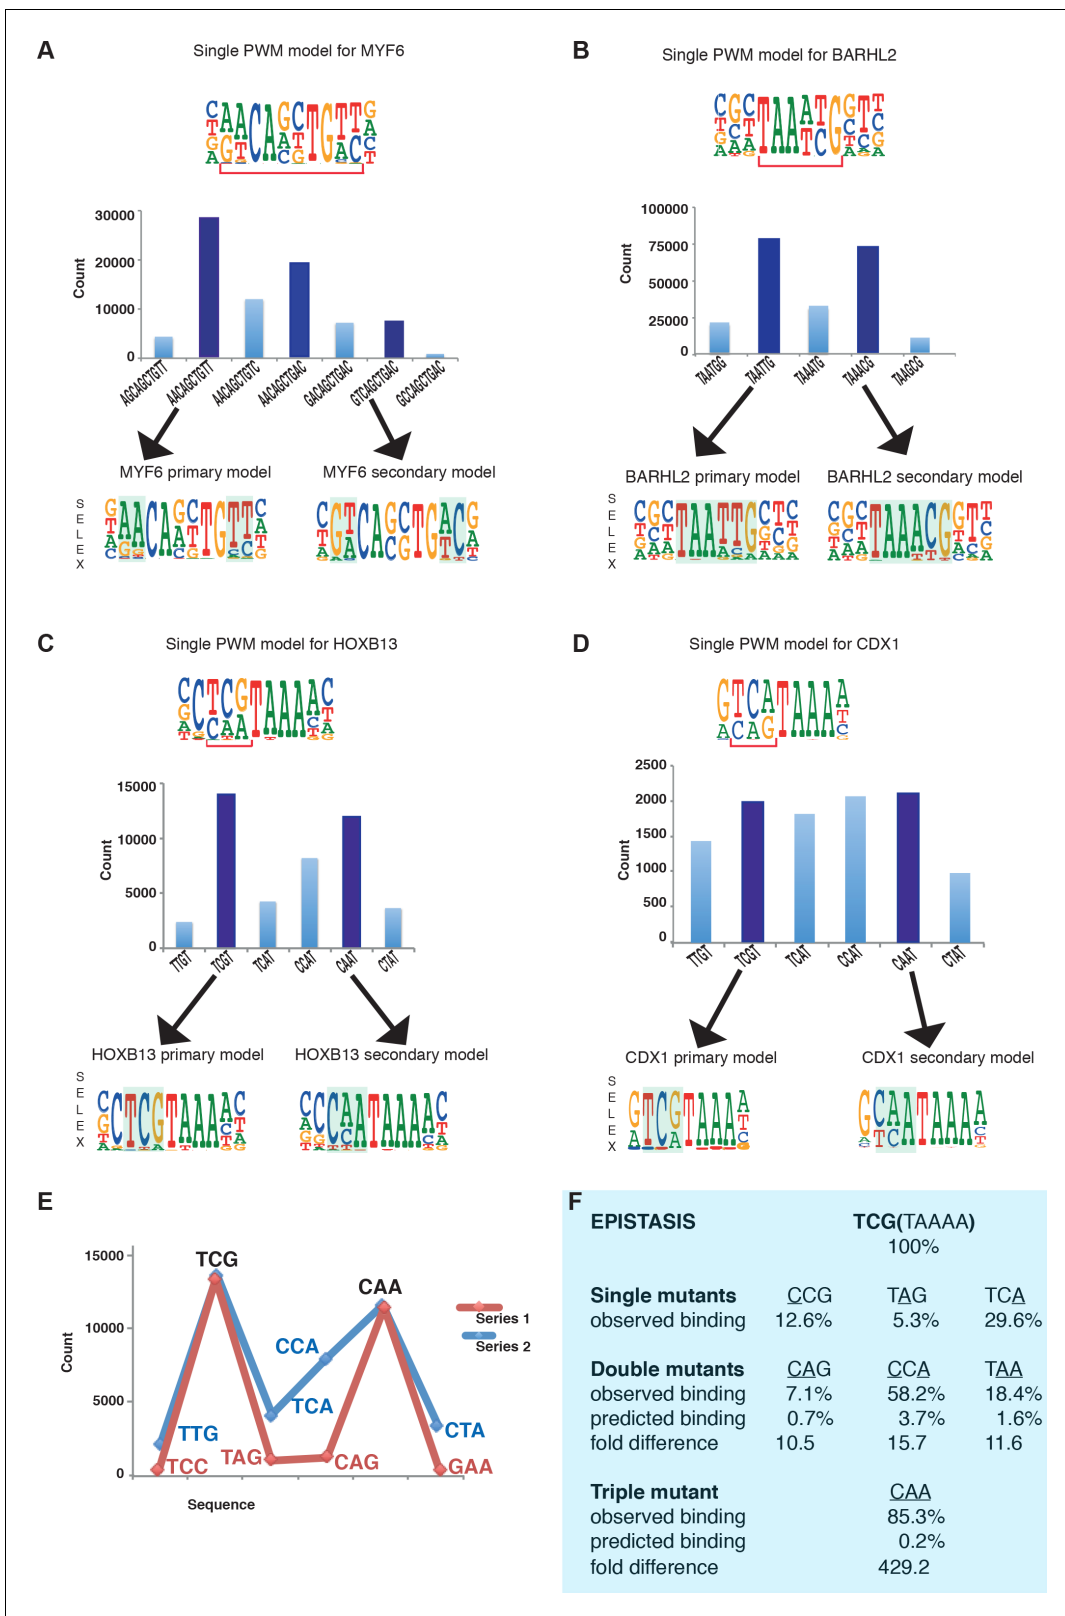 A
Single PWM model for MYF6
30000
20000
10000
0
Count
AGCAGCTGTT
AACAGCTGTT
AACAGCTGTC
AACAGCTGAC
GACAGCTGAC
GTCAGCTGAC
GCCAGCTGAC
MYF6 primary model
MYF6 secondary model
SELEX
B
Single PWM model for BARHL2
100000
75000
50000
25000
0
Count
TAATGG
TAATTG
TAAATG
TAAACG
TAAGCG
BARHL2 primary model
BARHL2 secondary model
SELEX
C
Single PWM model for HOXB13
15000
10000
5000
0
Count
TTGT
TCGT
TCAT
CCAT
CAAT
CTAT
HOXB13 primary model
HOXB13 secondary model
SELEX
D
Single PWM model for CDX1
2500
2000
1500
1000
500
0
Count
TTGT
TCGT
TCAT
CCAT
CAAT
CTAT
CDX1 primary model
CDX1 secondary model
SELEX
E
15000
10000
5000
0
Count
TCG
CAA
CCA
TCA
TTG
TCC
TAG
CAG
CTA
GAA
Series 1
Series 2
Sequence
F
EPISTASIS TCG(TAAAA)
100%
Single mutants CCG TAG TCA
observed binding 12.6% 5.3% 29.6%
Double mutants CAG CCA TAA
observed binding 7.1% 58.2% 18.4%
predicted binding 0.7% 3.7% 1.6%
fold difference 10.5 15.7 11.6
Triple mutant CAA
observed binding 85.3%
predicted binding 0.2%
fold difference 429.2